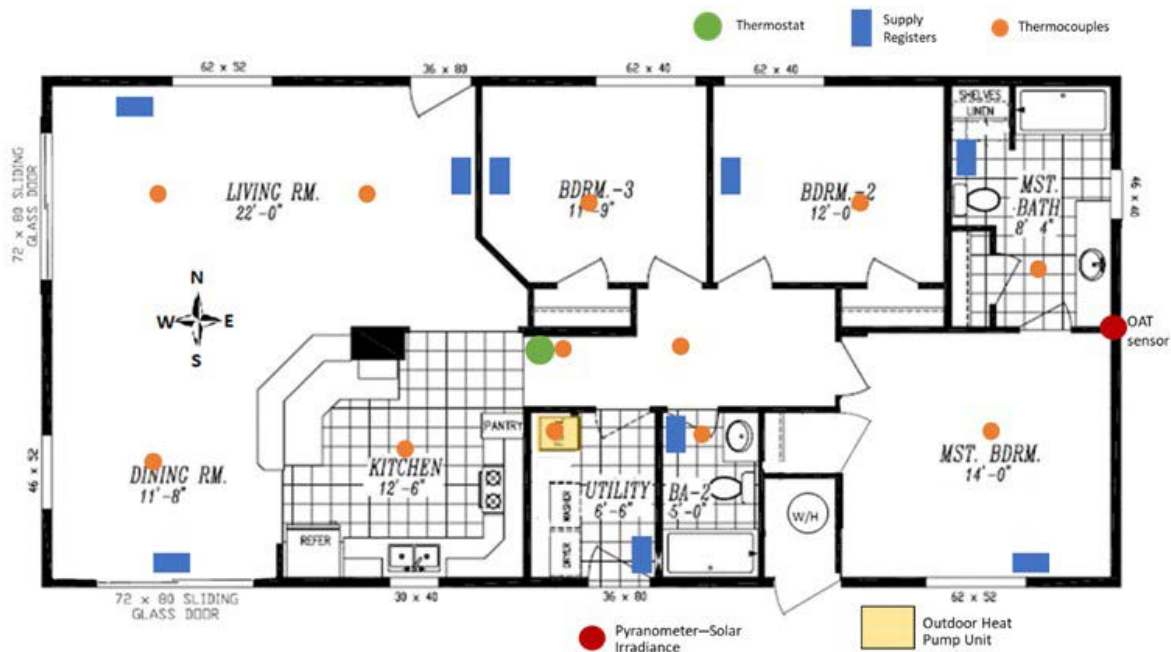 Thermostat
Supply
Registers
Thermocouples
62 x 52
36 x 80
62 x 40
62 x 40
SHELVES
LINEN
72 x 80 SLIDING
GLASS DOOR
LIVING RM.
22'-0"
BDRM.-3
11'-9"
BDRM.-2
12'-0
MST.
BATH
8' 4"
46 x 40
N
W E
S
OAT
sensor
46 x 52
DINING RM.
11'-8"
KITCHEN
12'-6"
PANTRY
REFER
UTILITY
6'-6"
WASHER
DRYER
BA-2
5'-0"
W/H
MST. BDRM.
14'-0"
72 x 80 SLIDING
GLASS DOOR
30 x 40
36 x 80
62 x 52
Pyranometer—Solar
Irradiance
Outdoor Heat
Pump Unit